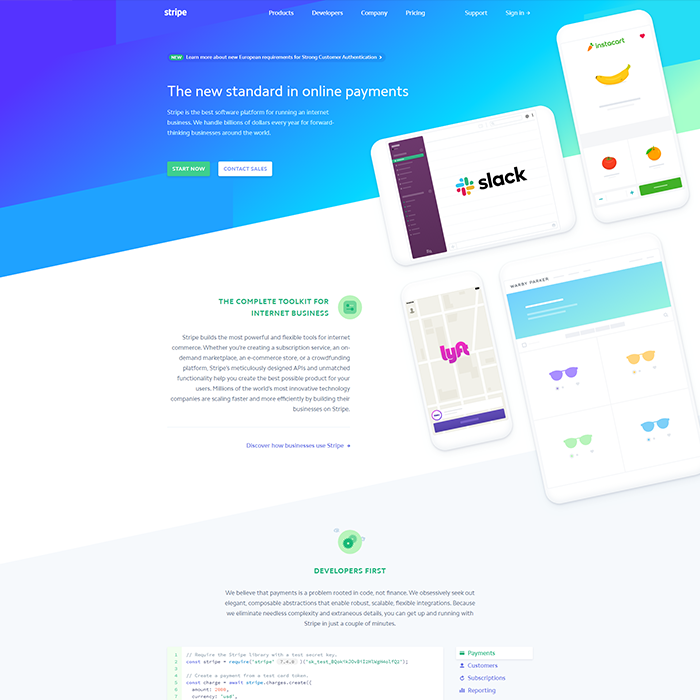 stripe
Products Developers Company Pricing Support Sign in →
NEW Learn more about new European requirements for Strong Customer Authentication >
The new standard in online payments
Stripe is the best software platform for running an internet
business. We handle billions of dollars every year for forward-
thinking businesses around the world.
START NOW CONTACT SALES
instacart
slack
WARBY PARKER
lyft
THE COMPLETE TOOLKIT FOR
INTERNET BUSINESS
Stripe builds the most powerful and flexible tools for internet
commerce. Whether you're creating a subscription service, an on-
demand marketplace, an e-commerce store, or a crowdfunding
platform, Stripe's meticulously designed APIs and unmatched
functionality help you create the best possible product for your
users. Millions of the world's most innovative technology
companies are scaling faster and more efficiently by building their
businesses on Stripe.
Discover how businesses use Stripe →
DEVELOPERS FIRST
We believe that payments is a problem rooted in code, not finance. We obsessively seek out
elegant, composable abstractions that enable robust, scalable, flexible integrations. Because
we eliminate needless complexity and extraneous details, you can get up and running with
Stripe in just a couple of minutes.
1 // Require the Stripe library with a test secret key.
2 const stripe = require("stripe" 7.4.0
3
4 // Create a payment from a test card token.
5 const charge = await stripe.charges.create({
6 amount: 2000,
7 currency: "usd",
Payments
Customers
Subscriptions
Reporting